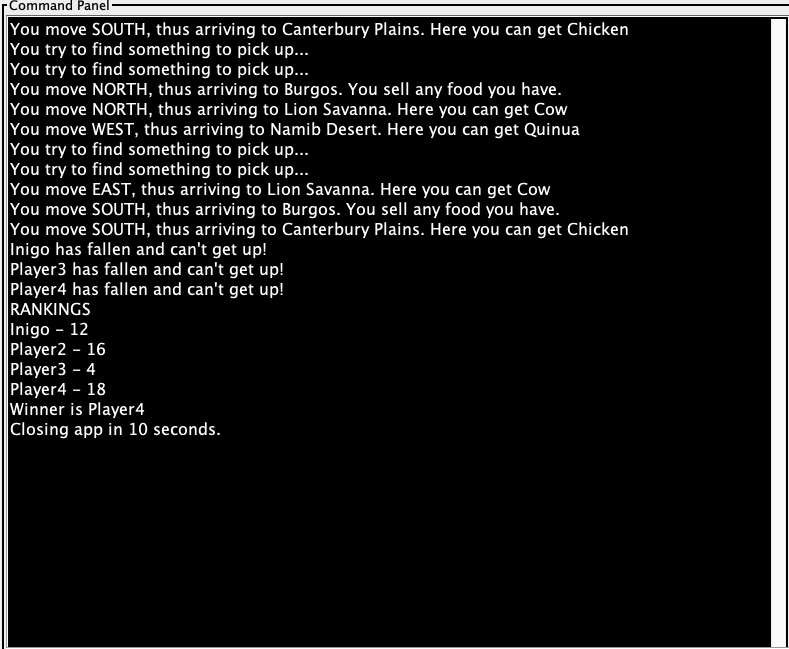 Command Panel
You move SOUTH, thus arriving to Canterbury Plains. Here you can get Chicken
You try to find something to pick up...
You try to find something to pick up...
You move NORTH, thus arriving to Burgos. You sell any food you have.
You move NORTH, thus arriving to Lion Savanna. Here you can get Cow
You move WEST, thus arriving to Namib Desert. Here you can get Quinua
You try to find something to pick up...
You try to find something to pick up...
You move EAST, thus arriving to Lion Savanna. Here you can get Cow
You move SOUTH, thus arriving to Burgos. You sell any food you have.
You move SOUTH, thus arriving to Canterbury Plains. Here you can get Chicken
Inigo has fallen and can't get up!
Player3 has fallen and can't get up!
Player4 has fallen and can't get up!
RANKINGS
Inigo - 12
Player2 - 16
Player3 - 4
Player4 - 18
Winner is Player4
Closing app in 10 seconds.